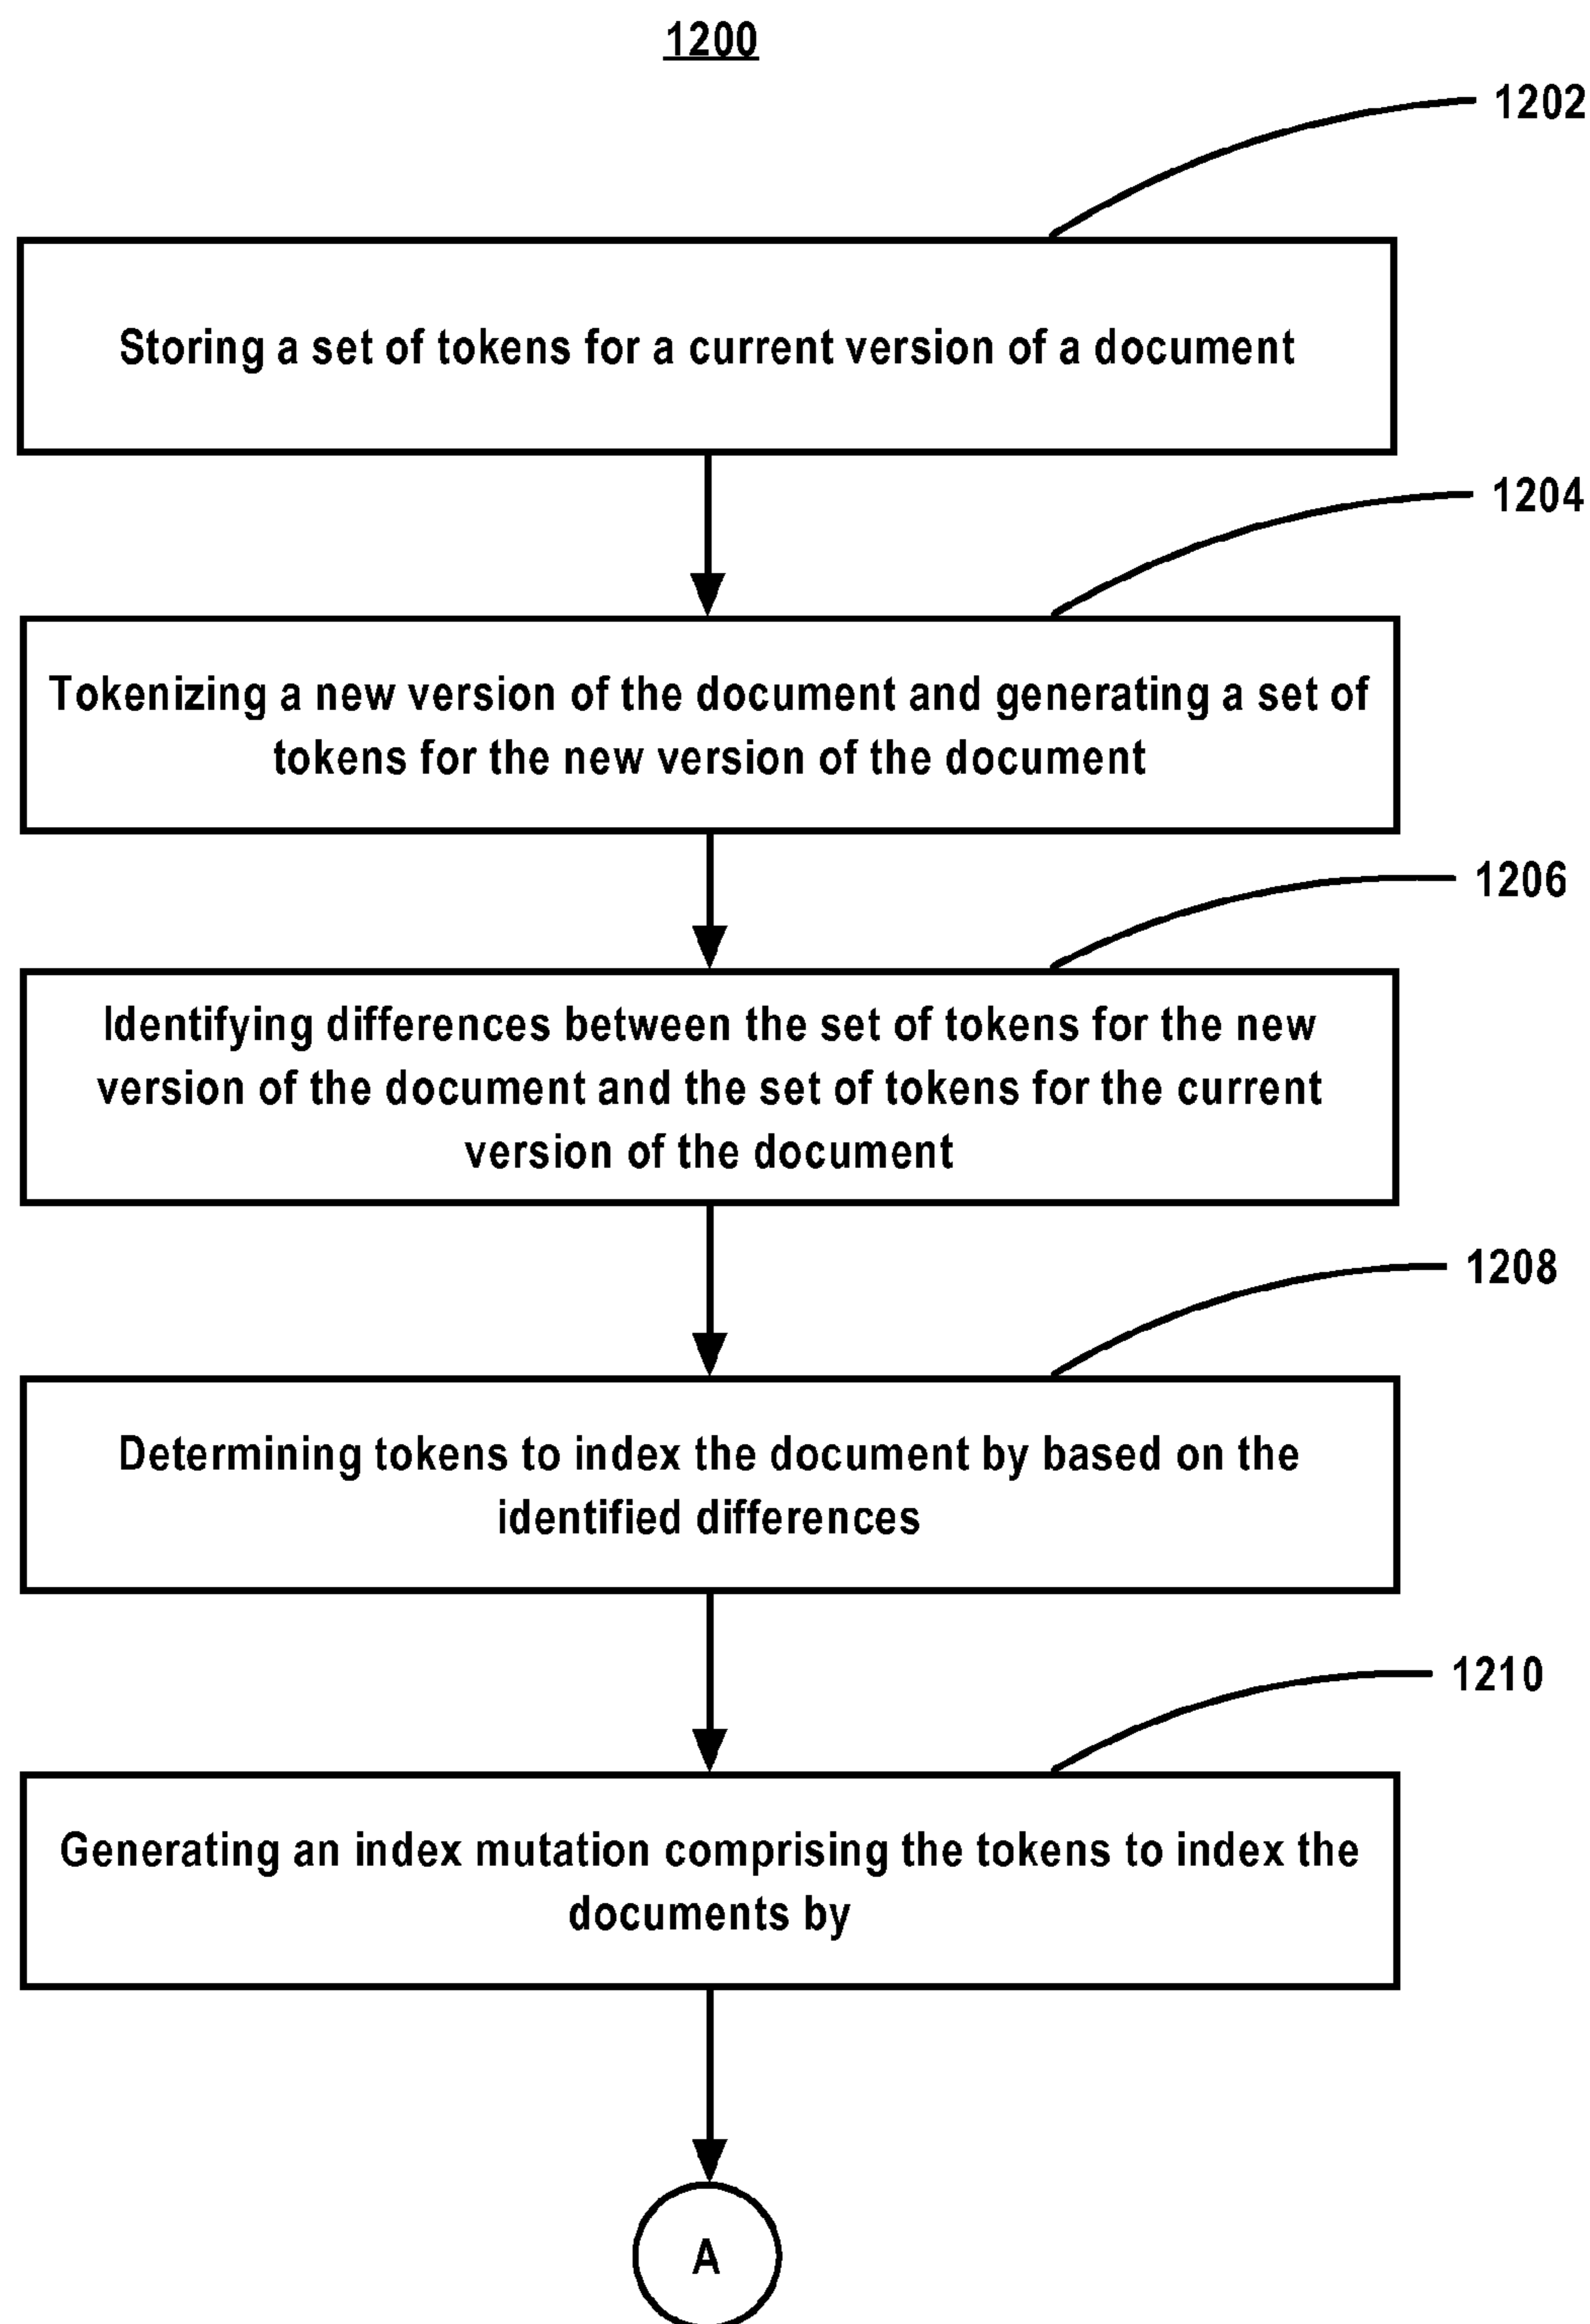 1200
1202
Storing a set of tokens for a current version of a document
1204
Tokenizing a new version of the document and generating a set of
tokens for the new version of the document
1206
Identifying differences between the set of tokens for the new
version of the document and the set of tokens for the current
version of the document
1208
Determining tokens to index the document by based on the
identified differences
1210
Generating an index mutation comprising the tokens to index the
documents by
A